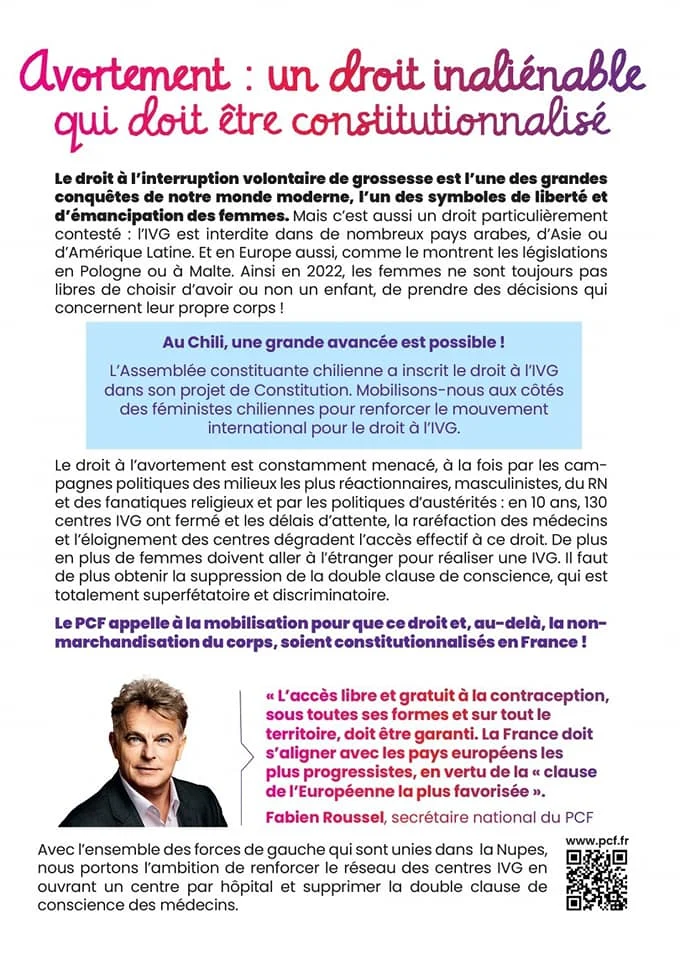 Avortement : un droit inaliénable
qui doit être constitutionnalisé
Le droit à l’interruption volontaire de grossesse est l’une des grandes
conquêtes de notre monde moderne, l’un des symboles de liberté et
d’émancipation des femmes. Mais c’est aussi un droit particulièrement
contesté : l’IVG est interdite dans de nombreux pays arabes, d’Asie ou
d’Amérique Latine. Et en Europe aussi, comme le montrent les législations
en Pologne ou à Malte. Ainsi en 2022, les femmes ne sont toujours pas
libres de choisir d’avoir ou non un enfant, de prendre des décisions qui
concernent leur propre corps !
Au Chili, une grande avancée est possible !
L’Assemblée constituante chilienne a inscrit le droit à l’IVG
dans son projet de Constitution. Mobilisons-nous aux côtés
des féministes chiliennes pour renforcer le mouvement
international pour le droit à l’IVG.
Le droit à l’avortement est constamment menacé, à la fois par les cam-
pagnes politiques des milieux les plus réactionnaires, masculinistes, du RN
et des fanatiques religieux et par les politiques d’austérités : en 10 ans, 130
centres IVG ont fermé et les délais d’attente, la raréfaction des médecins
et l’éloignement des centres dégradent l’accès effectif à ce droit. De plus
en plus de femmes doivent aller à l’étranger pour réaliser une IVG. Il faut
de plus obtenir la suppression de la double clause de conscience, qui est
totalement superfétatoire et discriminatoire.
Le PCF appelle à la mobilisation pour que ce droit et, au-delà, la non-
marchandisation du corps, soient constitutionnalisés en France !
« L’accès libre et gratuit à la contraception,
sous toutes ses formes et sur tout le
territoire, doit être garanti. La France doit
s’aligner avec les pays européens les
plus progressistes, en vertu de la « clause
de l’Européenne la plus favorisée ».
Fabien Roussel, secrétaire national du PCF
www.pcf.fr
Avec l’ensemble des forces de gauche qui sont unies dans la Nupes,
nous portons l’ambition de renforcer le réseau des centres IVG en
ouvrant un centre par hôpital et supprimer la double clause de
conscience des médecins.